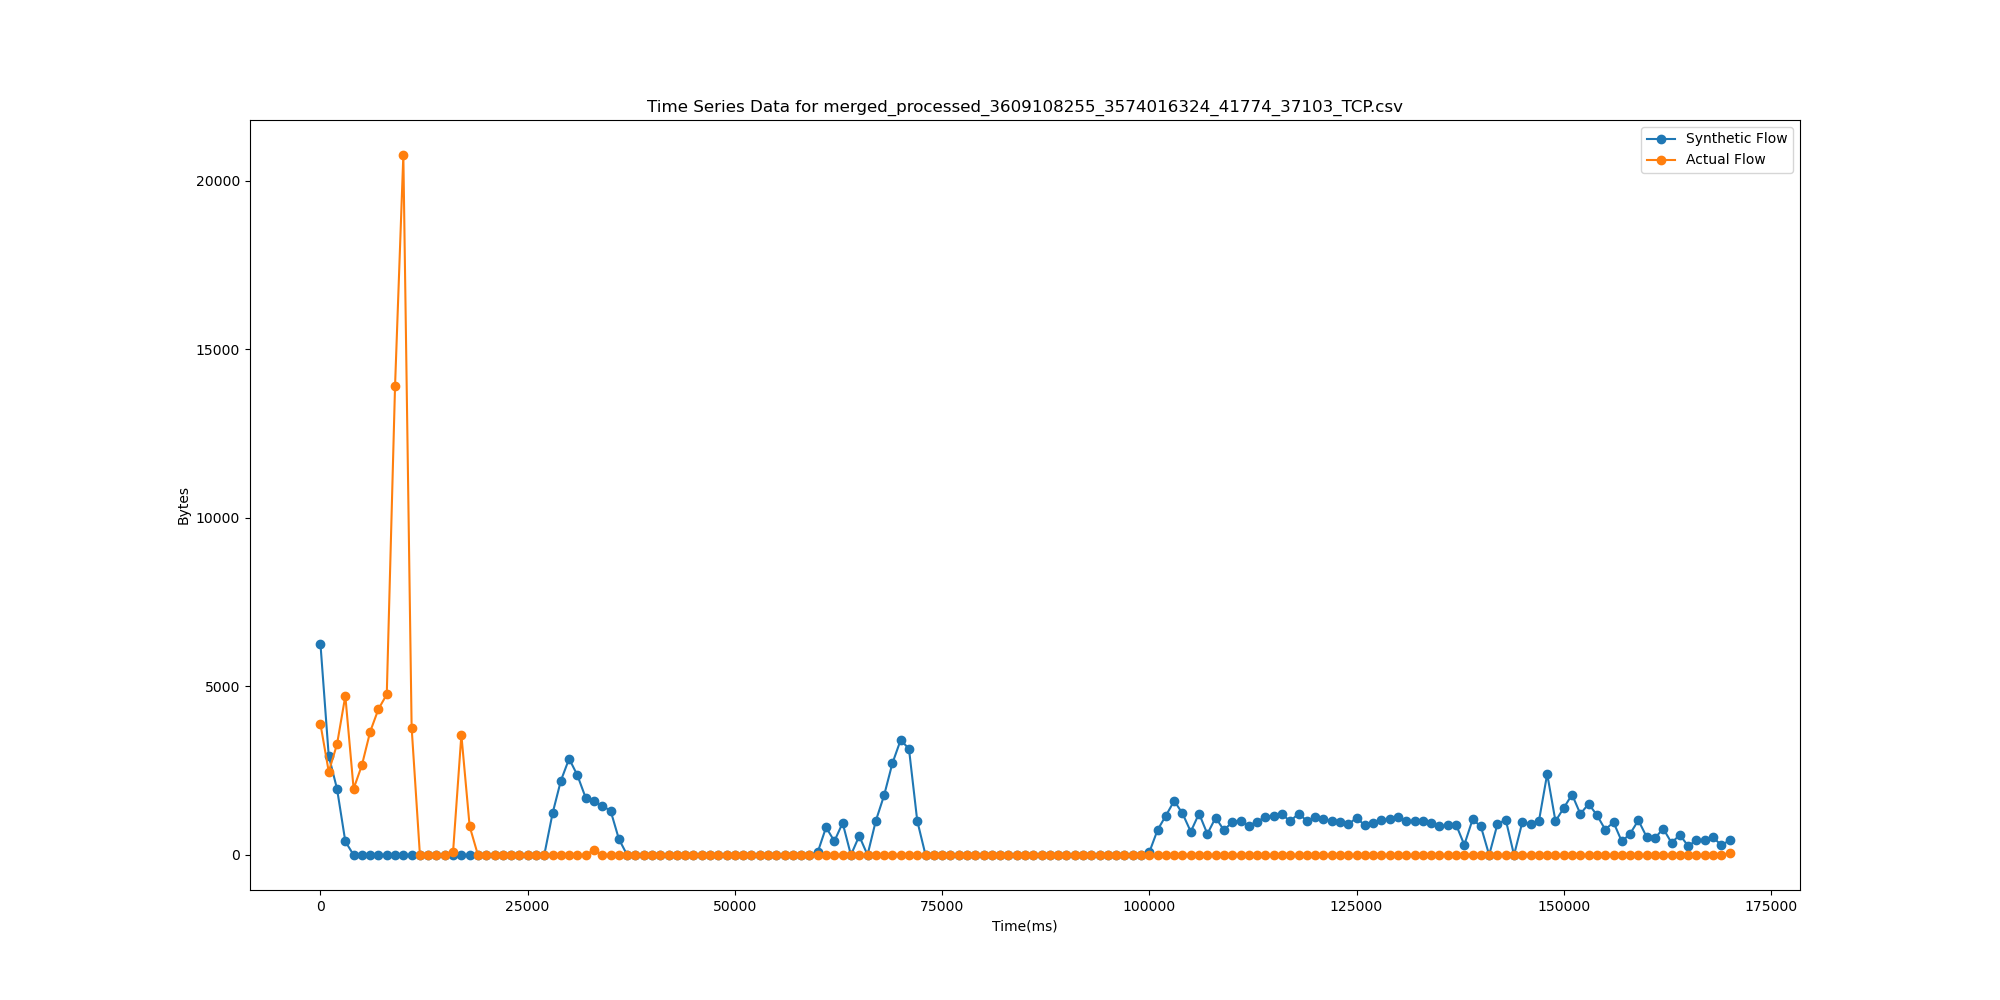 Time Series Data for merged_processed_3609108255_3574016324_41774_37103_TCP.csv
Synthetic Flow
Actual Flow
Bytes
20000
15000
10000
5000
0
0 25000 50000 75000 100000 125000 150000 175000
Time(ms)